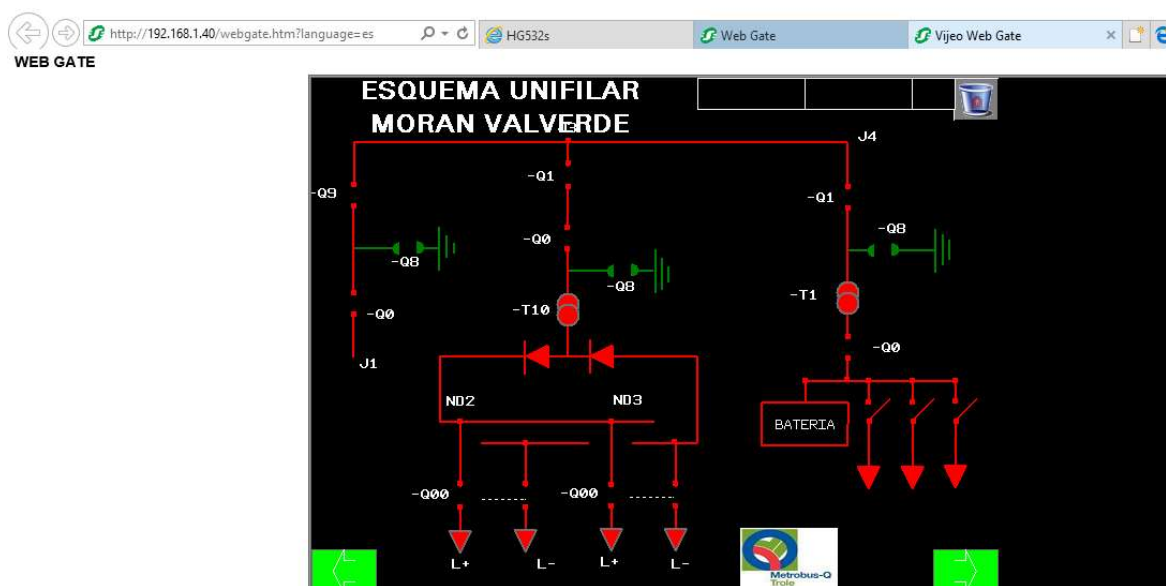 http://192.168.1.40/webgate.htm?language=es
HG532s
Web Gate
Vijeo Web Gate
WEB GATE
ESQUEMA UNIFILAR
MORAN VALVERDE
J4
-Q9
-Q1
-Q1
-Q8
-Q0
-Q8
-Q8
-T1
-Q0
-T10
-Q0
J1
ND2
ND3
BATERIA
-Q00
-Q00
L+
L-
L+
L-
Metrobus-Q
Trole